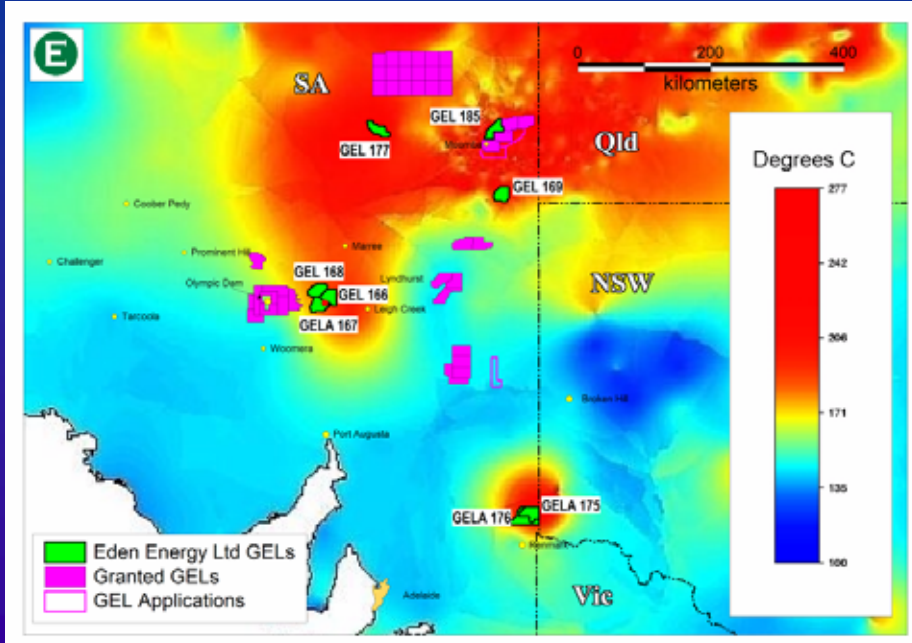 E
0 200 400
kilometers
SA
GEL 185
GEL 177
Moomba
Qld
GEL 169
Degrees C
277
242
206
171
135
100
Coober Pedy
Prominent Hill
Marree
Challenger
Olympic Dam
GEL 168
Lyndhurst
NSW
GEL 166
Leigh Creek
GELA 167
Tarcoola
Woomera
Broken Hill
Port Augusta
GELA 175
GELA 176
Renmark
Eden Energy Ltd GELs
Granted GELs
GEL Applications
Adelaide
Vic